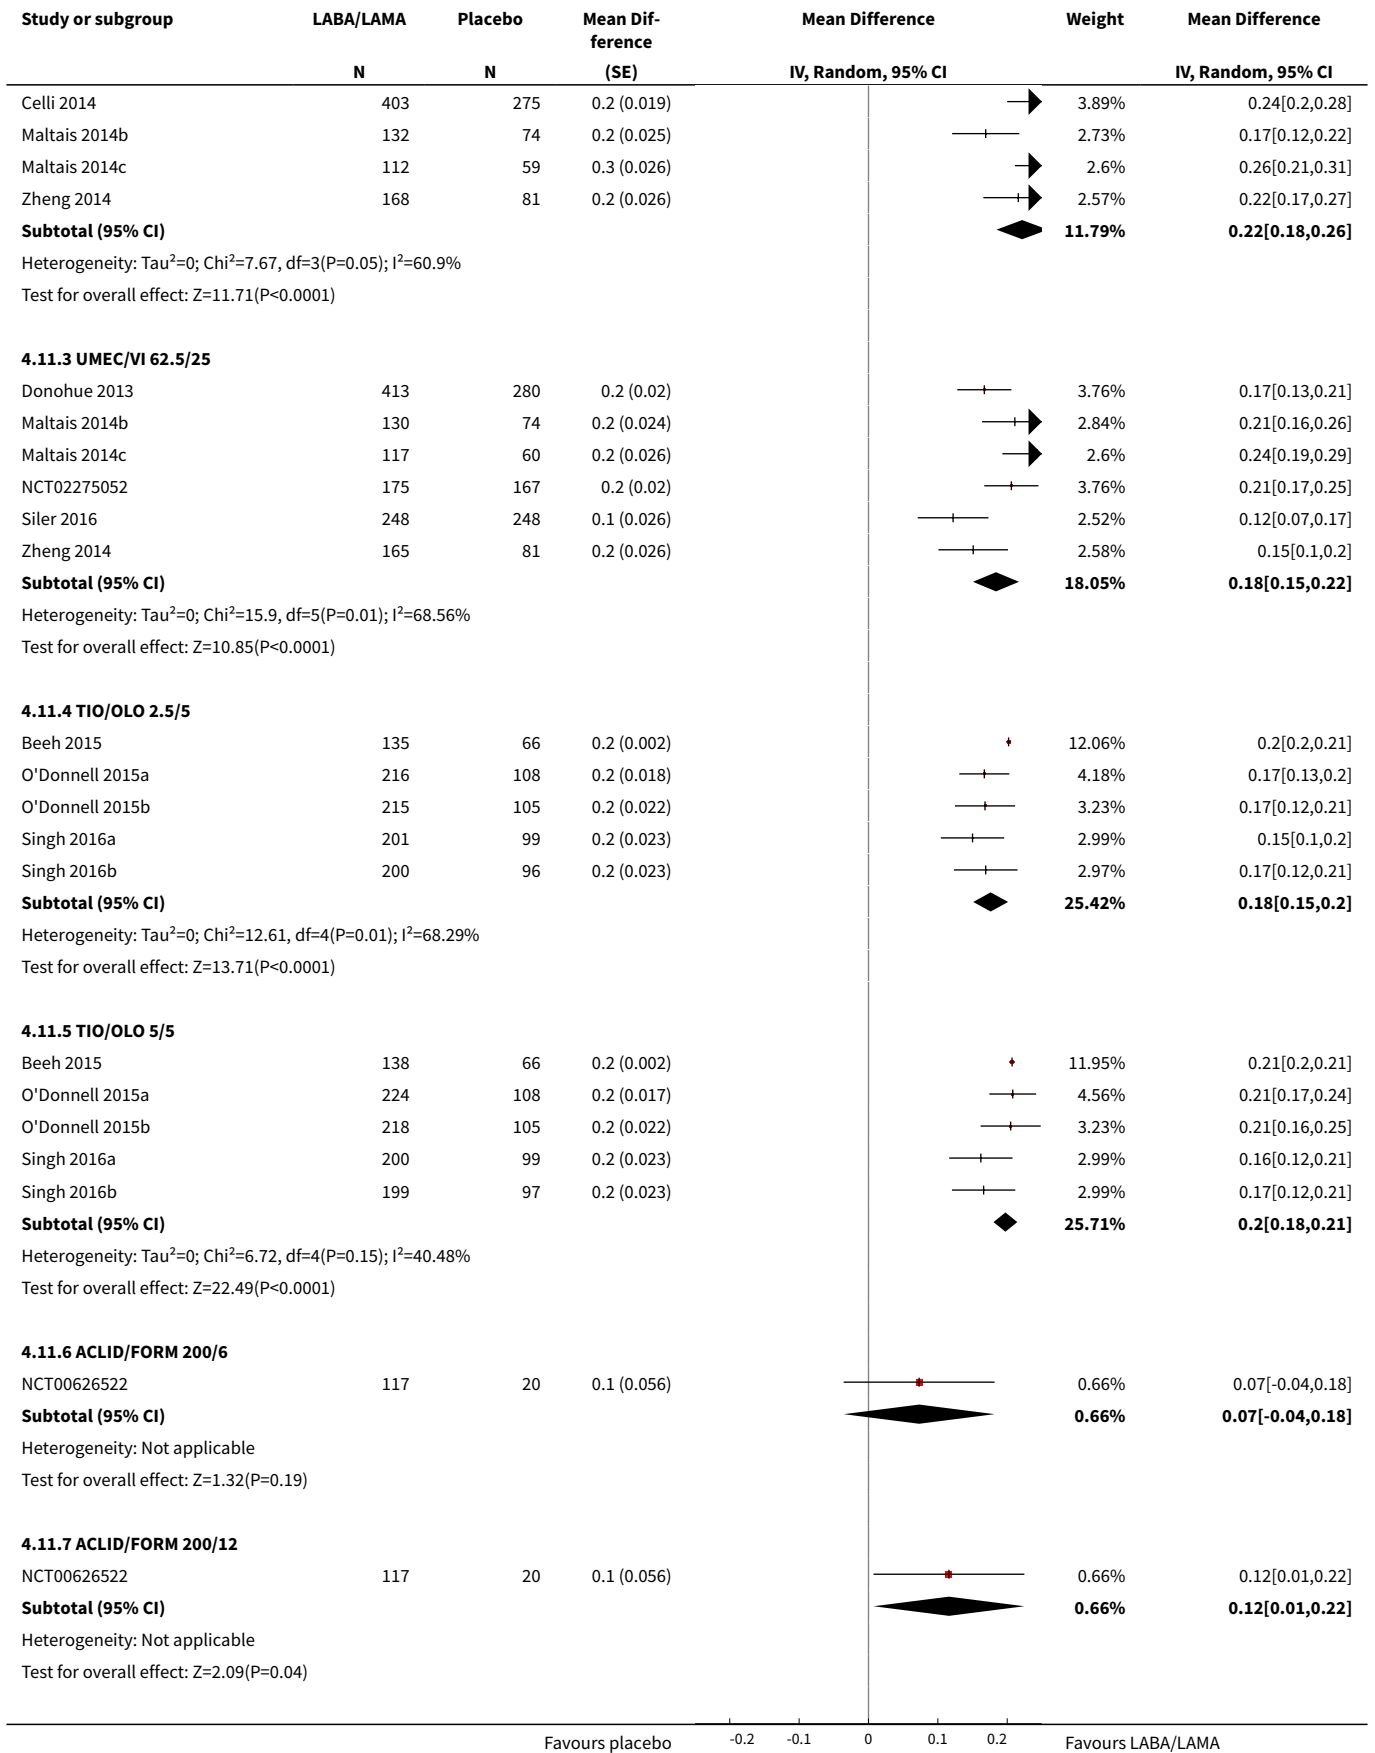 Study or subgroup LABA/LAMA Placebo Mean Dif- Mean Difference Weight Mean Difference
ference
N N (SE) IV, Random, 95% CI IV, Random, 95% CI
Celli 2014 403 275 0.2 (0.019) 3.89% 0.24[0.2,0.28]
Maltais 2014b 132 74 0.2 (0.025) 2.73% 0.17[0.12,0.22]
Maltais 2014c 112 59 0.3 (0.026) 2.6% 0.26[0.21,0.31]
Zheng 2014 168 81 0.2 (0.026) 2.57% 0.22[0.17,0.27]
Subtotal (95% CI) 11.79% 0.22[0.18,0.26]
Heterogeneity: Tau²=0; Chi²=7.67, df=3(P=0.05); I²=60.9%
Test for overall effect: Z=11.71(P<0.0001)
4.11.3 UMEC/VI 62.5/25
Donohue 2013 413 280 0.2 (0.02) 3.76% 0.17[0.13,0.21]
Maltais 2014b 130 74 0.2 (0.024) 2.84% 0.21[0.16,0.26]
Maltais 2014c 117 60 0.2 (0.026) 2.6% 0.24[0.19,0.29]
NCT02275052 175 167 0.2 (0.02) 3.76% 0.21[0.17,0.25]
Siler 2016 248 248 0.1 (0.026) 2.52% 0.12[0.07,0.17]
Zheng 2014 165 81 0.2 (0.026) 2.58% 0.15[0.1,0.2]
Subtotal (95% CI) 18.05% 0.18[0.15,0.22]
Heterogeneity: Tau²=0; Chi²=15.9, df=5(P=0.01); I²=68.56%
Test for overall effect: Z=10.85(P<0.0001)
4.11.4 TIO/OLO 2.5/5
Beeh 2015 135 66 0.2 (0.002) 12.06% 0.2[0.2,0.21]
O'Donnell 2015a 216 108 0.2 (0.018) 4.18% 0.17[0.13,0.2]
O'Donnell 2015b 215 105 0.2 (0.022) 3.23% 0.17[0.12,0.21]
Singh 2016a 201 99 0.2 (0.023) 2.99% 0.15[0.1,0.2]
Singh 2016b 200 96 0.2 (0.023) 2.97% 0.17[0.12,0.21]
Subtotal (95% CI) 25.42% 0.18[0.15,0.2]
Heterogeneity: Tau²=0; Chi²=12.61, df=4(P=0.01); I²=68.29%
Test for overall effect: Z=13.71(P<0.0001)
4.11.5 TIO/OLO 5/5
Beeh 2015 138 66 0.2 (0.002) 11.95% 0.21[0.2,0.21]
O'Donnell 2015a 224 108 0.2 (0.017) 4.56% 0.21[0.17,0.24]
O'Donnell 2015b 218 105 0.2 (0.022) 3.23% 0.21[0.16,0.25]
Singh 2016a 200 99 0.2 (0.023) 2.99% 0.16[0.12,0.21]
Singh 2016b 199 97 0.2 (0.023) 2.99% 0.17[0.12,0.21]
Subtotal (95% CI) 25.71% 0.2[0.18,0.21]
Heterogeneity: Tau²=0; Chi²=6.72, df=4(P=0.15); I²=40.48%
Test for overall effect: Z=22.49(P<0.0001)
4.11.6 ACLID/FORM 200/6
NCT00626522 117 20 0.1 (0.056) 0.66% 0.07[-0.04,0.18]
Subtotal (95% CI) 0.66% 0.07[-0.04,0.18]
Heterogeneity: Not applicable
Test for overall effect: Z=1.32(P=0.19)
4.11.7 ACLID/FORM 200/12
NCT00626522 117 20 0.1 (0.056) 0.66% 0.12[0.01,0.22]
Subtotal (95% CI) 0.66% 0.12[0.01,0.22]
Heterogeneity: Not applicable
Test for overall effect: Z=2.09(P=0.04)
Favours placebo -0.2 -0.1 0 0.1 0.2 Favours LABA/LAMA